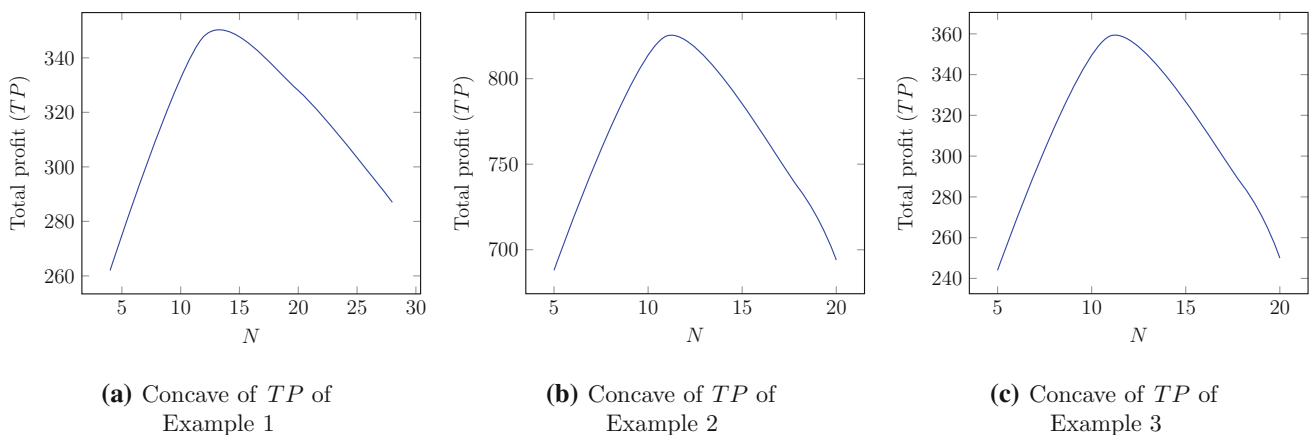 340
320
300
280
260
Total profit (TP)
5 10 15 20 25 30
N
(a) Concave of TP of
Example 1
800
750
700
Total profit (TP)
5 10 15 20
N
(b) Concave of TP of
Example 2
360
340
320
300
280
260
240
Total profit (TP)
5 10 15 20
N
(c) Concave of TP of
Example 3